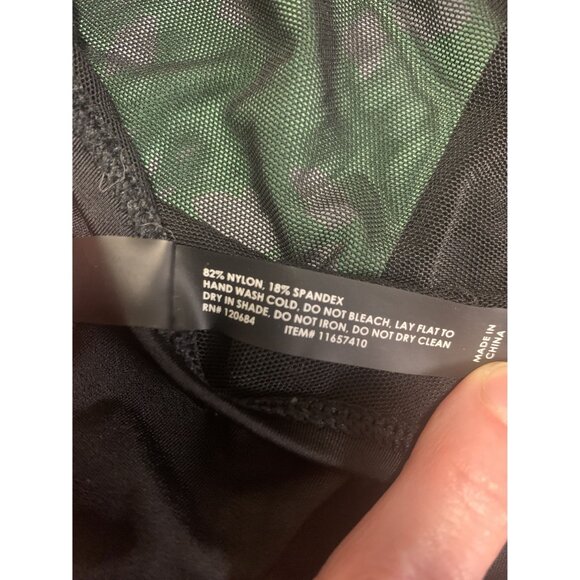 82% NYLON, 18% SPANDEX
HAND WASH COLD, DO NOT BLEACH, LAY FLAT TO
DRY IN SHADE, DO NOT IRON, DO NOT DRY CLEAN
RN# 120684 ITEM# 11657410
MADE IN
CHINA